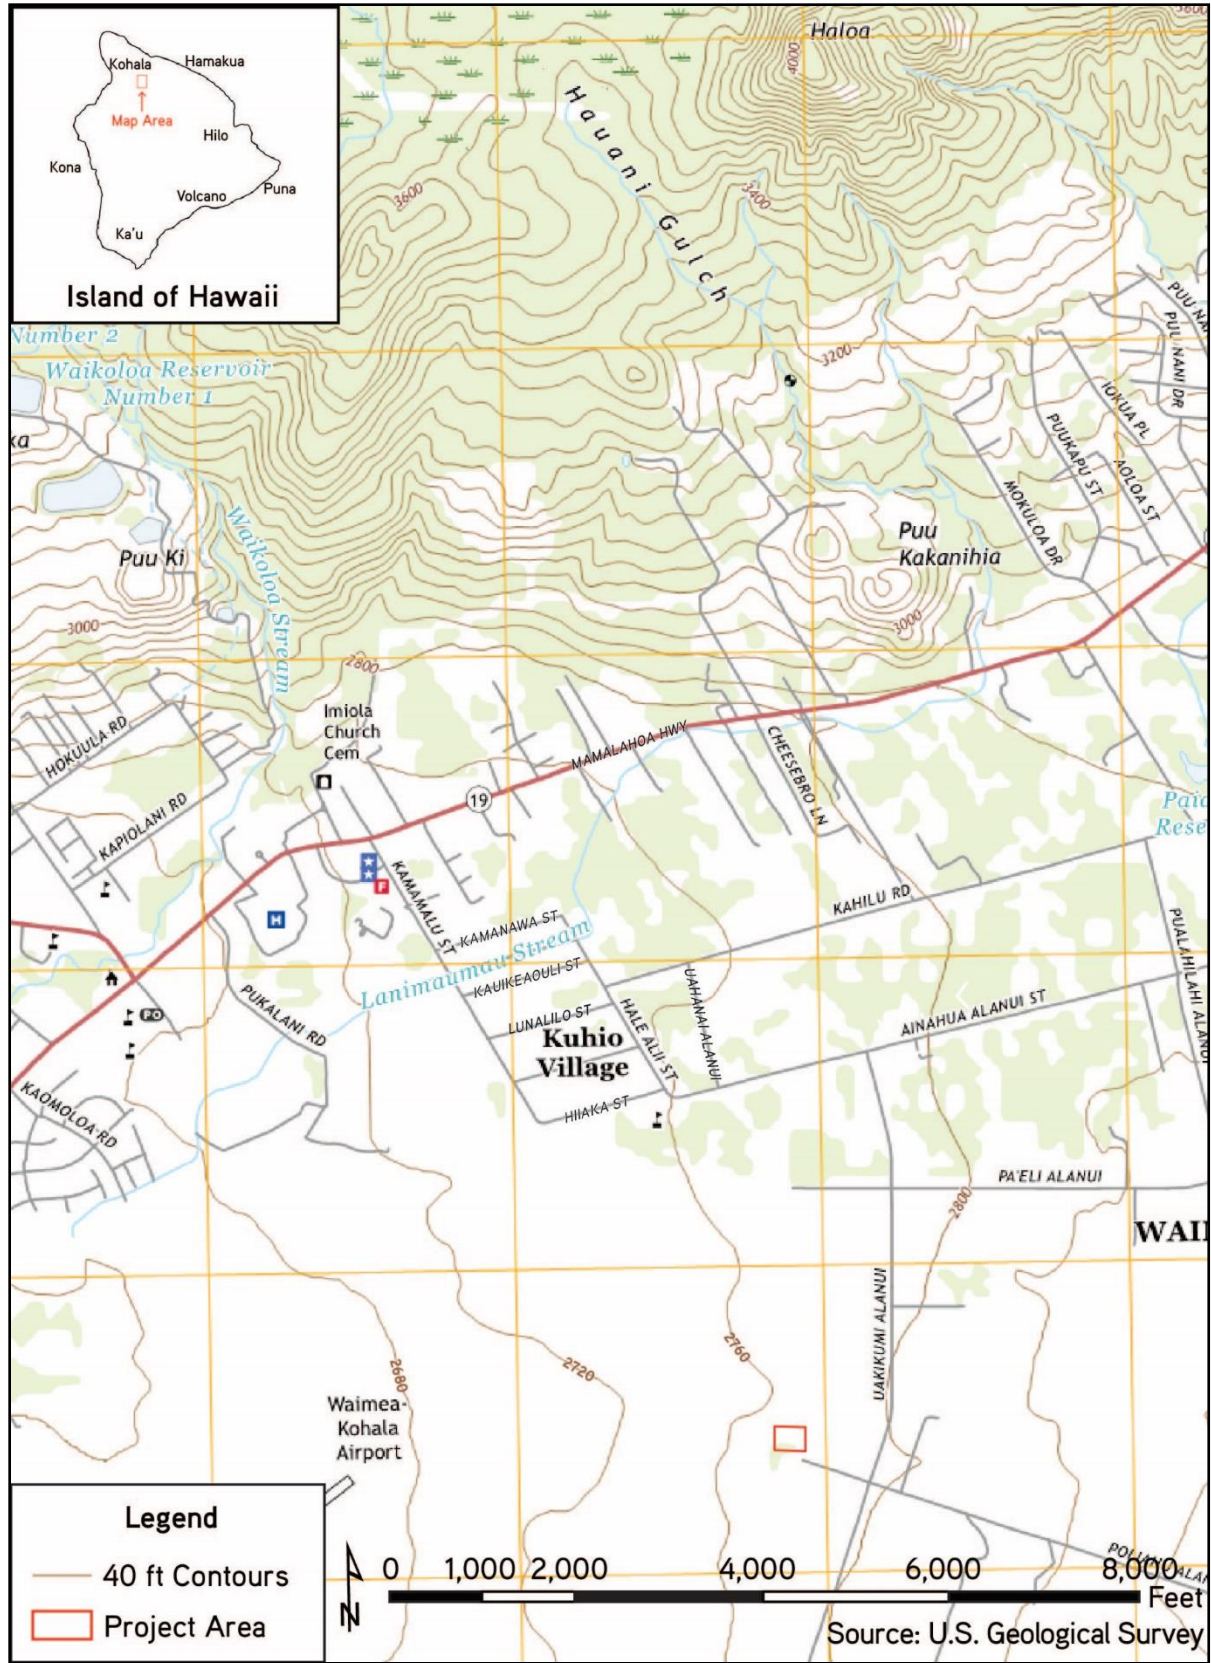 Kohala
Hamakua
Map Area
Hilo
Kona
Puna
Volcano
Ka'u
Island of Hawaii
3600
Haloa
4000
Hauani Gulch
3600
3400
Number 2
Waikoloa Reservoir
Number 1
3200
PUU NANI DR
IOKUA PL
PUUKAPU ST
AOLOA ST
MOKULOA DR
Waikoloa Stream
Puu Ki
Puu
Kakanihia
3000
3000
2800
Imiola
Church
Cem
HOKUULA RD
MAMALAHOA HWY
CHEESEBRO LN
19
KAPIOLANI RD
F
KAMAMALU ST
KAHILU RD
H
KAMANAWA ST
Lanimaumau Stream
KAUIKEAOULI ST
PUALAHILAHI ALANUI
UAHANAI ALANUI
PO
PUKALANI RD
LUNALILO ST
HALE ALII ST
AINAHUA ALANUI ST
Kuhio
Village
KAOMOLOA RD
HIIAKA ST
PA'ELI ALANUI
2800
WAI
UAKIKUMI ALANUI
2760
2720
2680
Waimea-
Kohala
Airport
Legend
40 ft Contours
Project Area
N
0 1,000 2,000 4,000 6,000 8,000
Feet
Source: U.S. Geological Survey